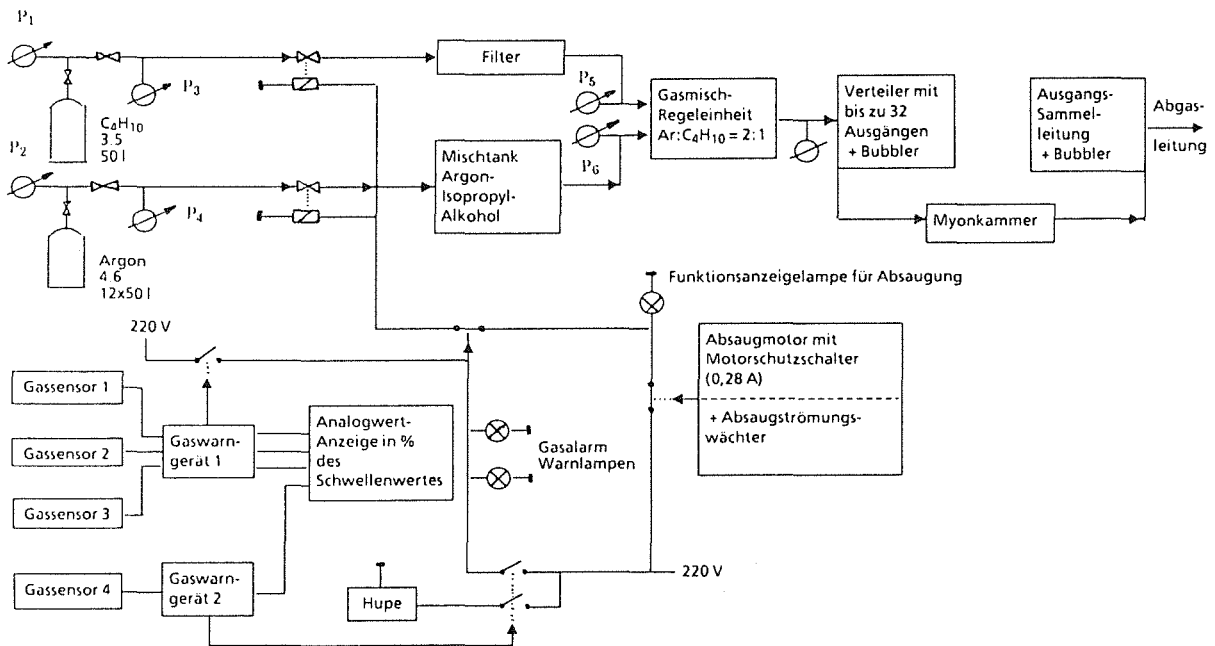 P1
P3
C4H10
3.5
50 l
P2
P4
Argon
4.6
12x50 l
Filter
Mischtank
Argon-
Isopropyl-
Alkohol
P5
P6
Gasmisch-
Regeleinheit
Ar:C4H10 = 2:1
Verteiler mit
bis zu 32
Ausgängen
+ Bubbler
Ausgangs-
Sammel-
leitung
+ Bubbler
Abgas-
leitung
Myonkammer
Funktionsanzeigelampe für Absaugung
220 V
Absaugmotor mit
Motorschutzschalter
(0,28 A)
+ Absaugströmungs-
wächter
Gassensor 1
Gassensor 2
Gassensor 3
Gaswarn-
gerät 1
Analogwert-
Anzeige in %
des
Schwellenwertes
Gasalarm
Warnlampen
Gassensor 4
Gaswarn-
gerät 2
Hupe
220 V